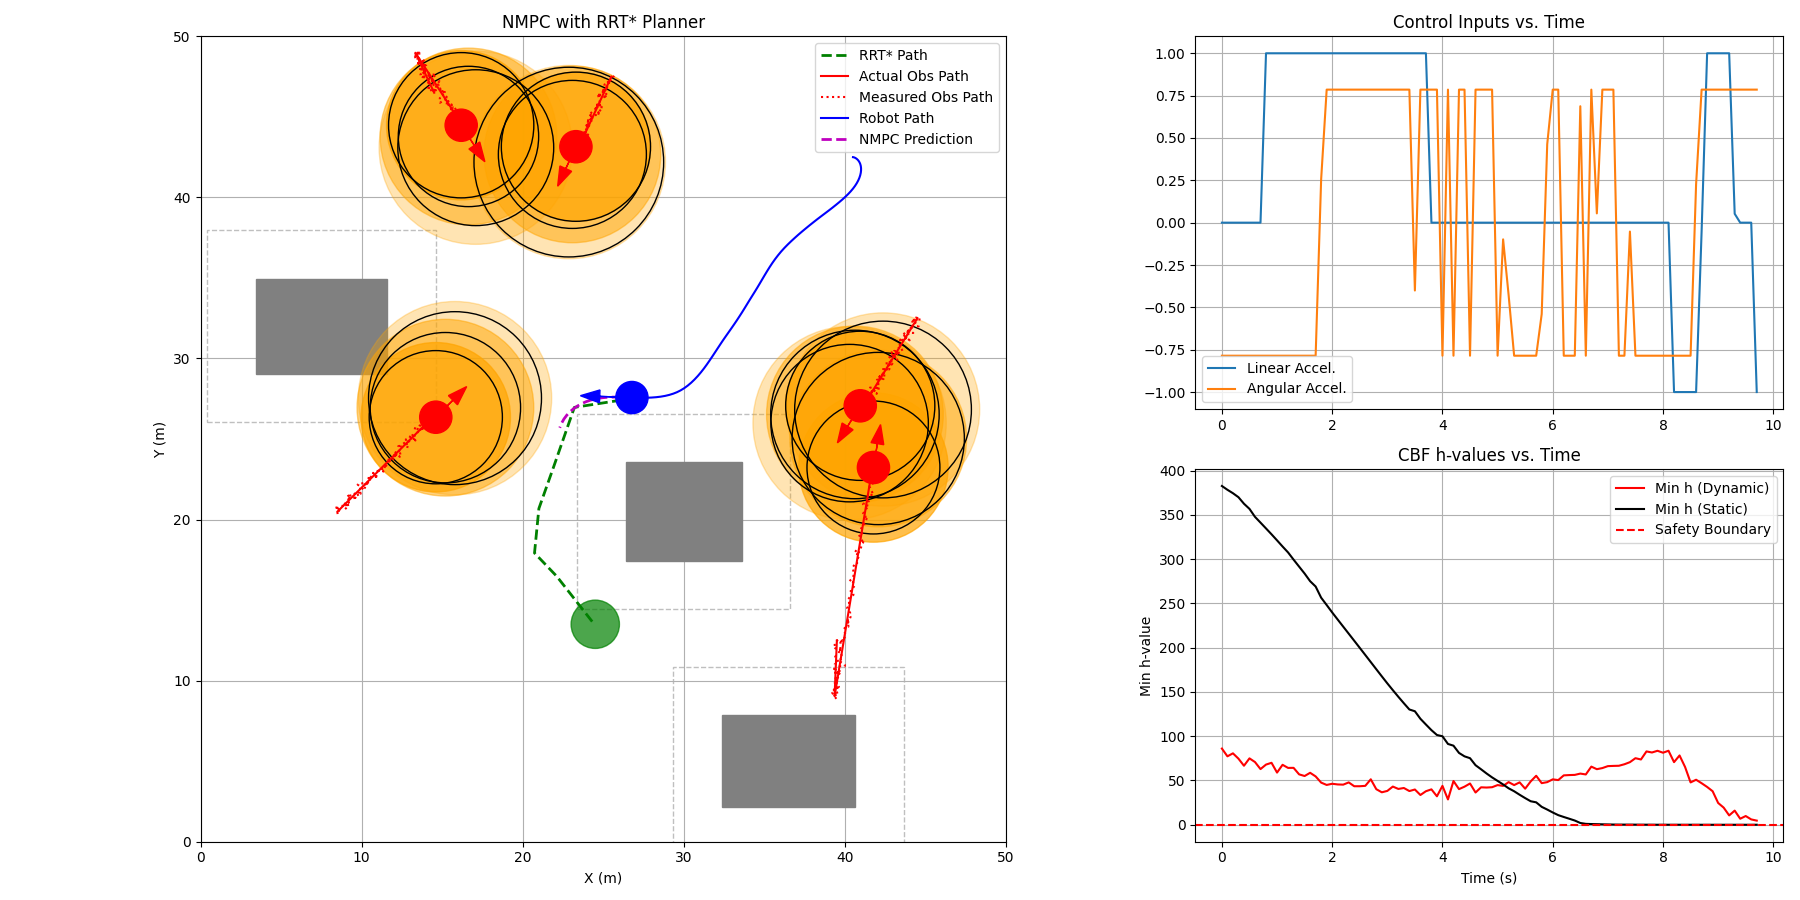 NMPC with RRT* Planner
50
40
30
20
10
0
Y (m)
0
10
20
30
40
50
X (m)
RRT* Path
Actual Obs Path
Measured Obs Path
Robot Path
NMPC Prediction
Control Inputs vs. Time
1.00
0.75
0.50
0.25
0.00
−0.25
−0.50
−0.75
−1.00
Linear Accel.
Angular Accel.
0
2
4
6
8
10
CBF h-values vs. Time
400
350
300
250
200
150
100
50
0
Min h-value
Min h (Dynamic)
Min h (Static)
Safety Boundary
0
2
4
6
8
10
Time (s)